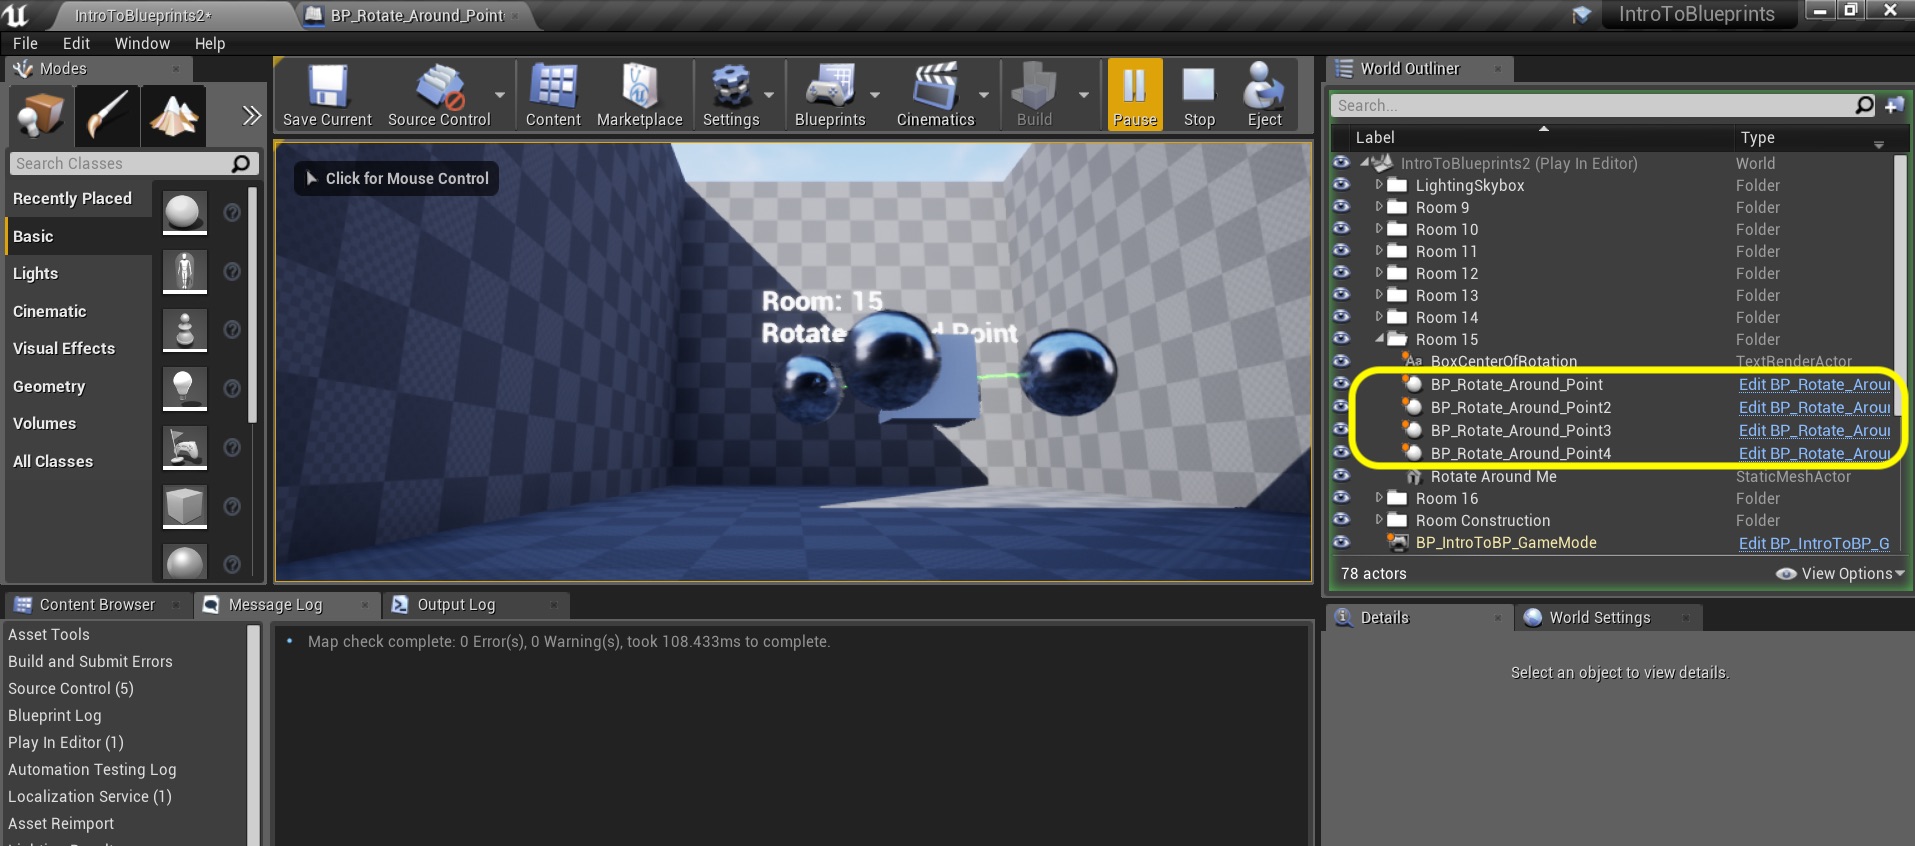 IntroToBlueprints2*
BP_Rotate_Around_Point
IntroToBlueprints
File Edit Window Help
Modes
Search Classes
Recently Placed
Basic
Lights
Cinematic
Visual Effects
Geometry
Volumes
All Classes
Save Current
Source Control
Content
Marketplace
Settings
Blueprints
Cinematics
Build
Pause
Stop
Eject
Click for Mouse Control
Room: 15
Rotate Point
World Outliner
Search...
Label Type
IntroToBlueprints2 (Play In Editor) World
LightingSkybox Folder
Room 9 Folder
Room 10 Folder
Room 11 Folder
Room 12 Folder
Room 13 Folder
Room 14 Folder
Room 15 Folder
BoxCenterOfRotation TextRenderActor
BP_Rotate_Around_Point Edit BP_Rotate_Arou
BP_Rotate_Around_Point2 Edit BP_Rotate_Arou
BP_Rotate_Around_Point3 Edit BP_Rotate_Arou
BP_Rotate_Around_Point4 Edit BP_Rotate_Arou
Rotate Around Me StaticMeshActor
Room 16 Folder
Room Construction Folder
BP_IntroToBP_GameMode Edit BP_IntroToBP_G
78 actors
View Options
Content Browser
Message Log
Output Log
Asset Tools
Build and Submit Errors
Source Control (5)
Blueprint Log
Play In Editor (1)
Automation Testing Log
Localization Service (1)
Asset Reimport
Map check complete: 0 Error(s), 0 Warning(s), took 108.433ms to complete.
Details
World Settings
Select an object to view details.